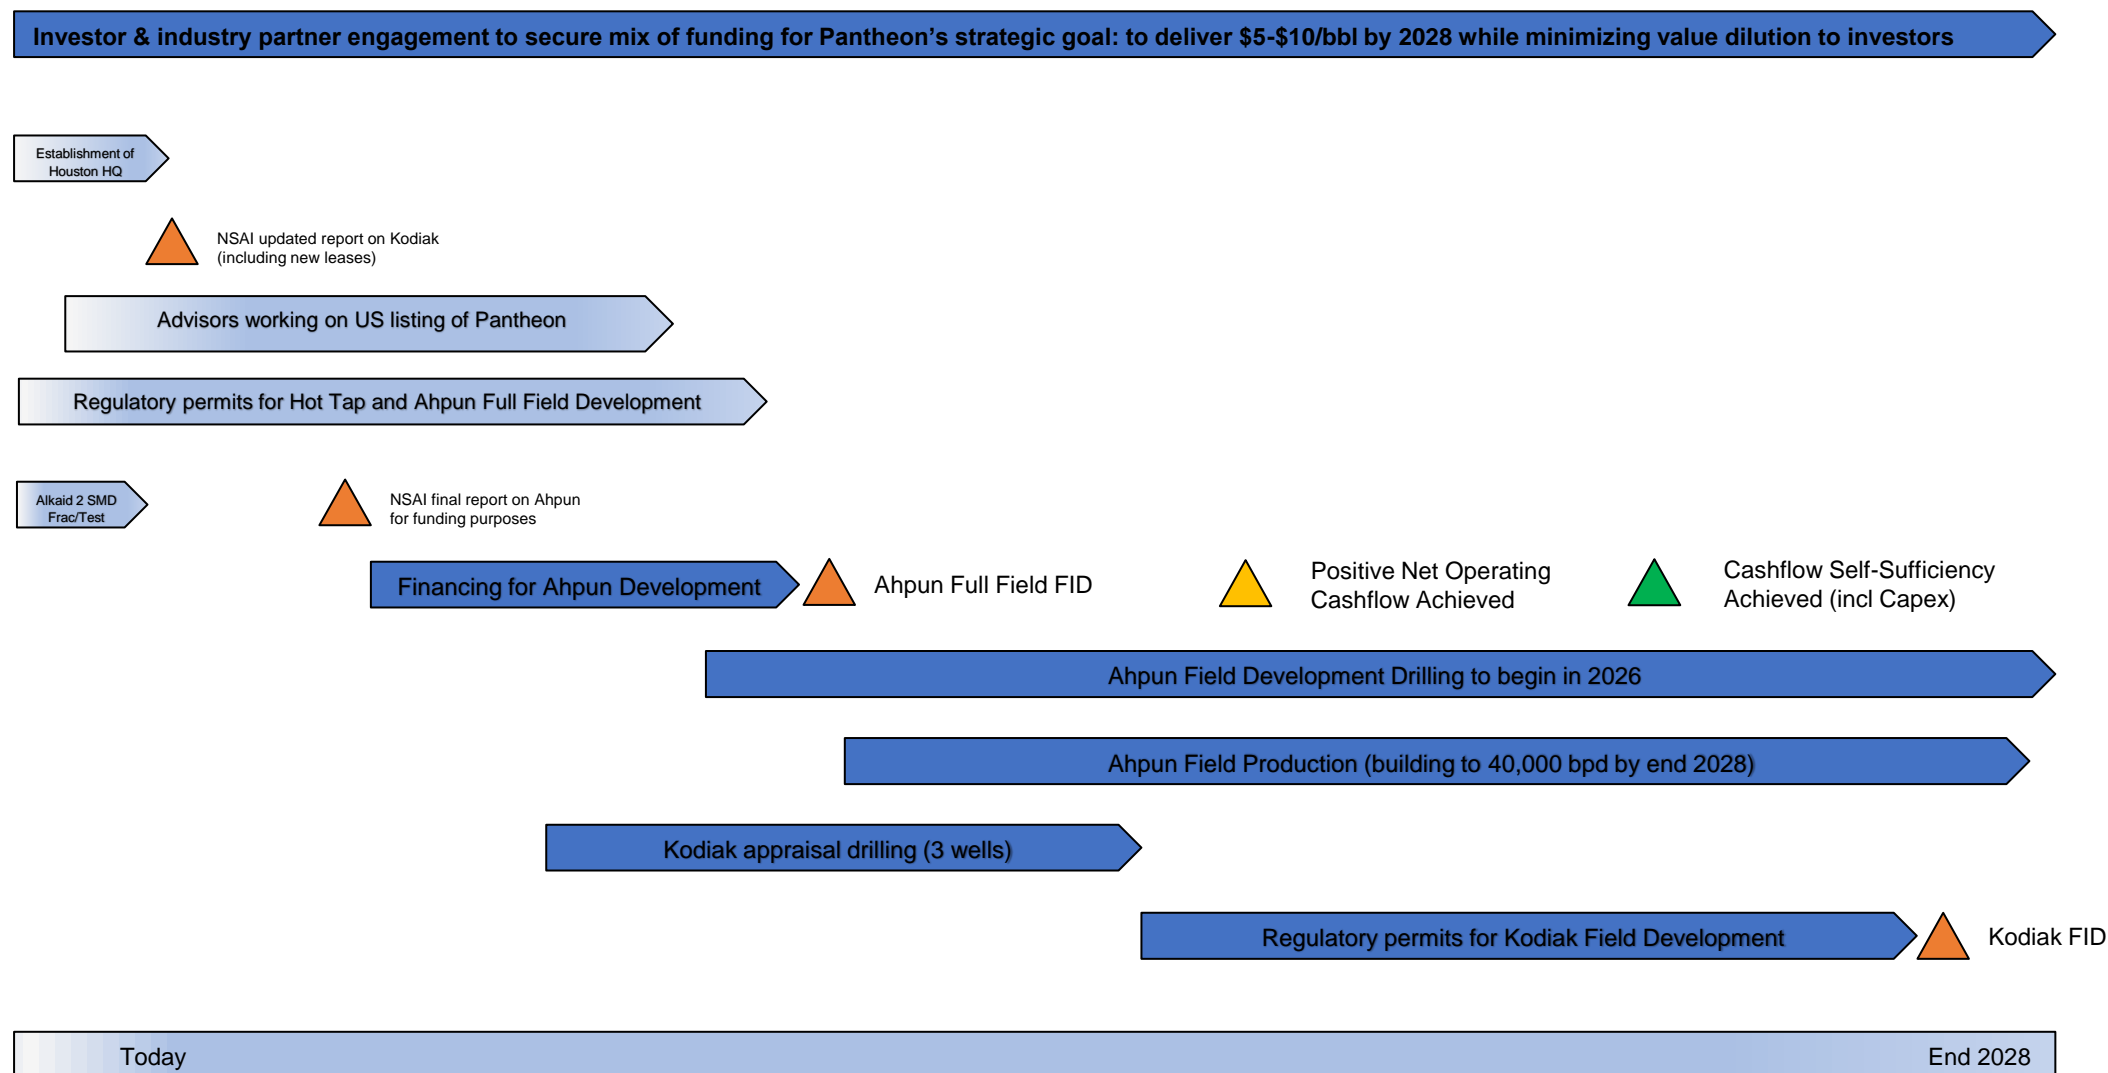 Investor & industry partner engagement to secure mix of funding for Pantheon’s strategic goal: to deliver $5-$10/bbl by 2028 while minimizing value dilution to investors
Establishment of
Houston HQ
NSAI updated report on Kodiak
(including new leases)
Advisors working on US listing of Pantheon
Regulatory permits for Hot Tap and Ahpun Full Field Development
Alkaid 2 SMD
Frac/Test
NSAI final report on Ahpun
for funding purposes
Financing for Ahpun Development
Ahpun Full Field FID
Positive Net Operating
Cashflow Achieved
Cashflow Self-Sufficiency
Achieved (incl Capex)
Ahpun Field Development Drilling to begin in 2026
Ahpun Field Production (building to 40,000 bpd by end 2028)
Kodiak appraisal drilling (3 wells)
Regulatory permits for Kodiak Field Development
Kodiak FID
Today
End 2028